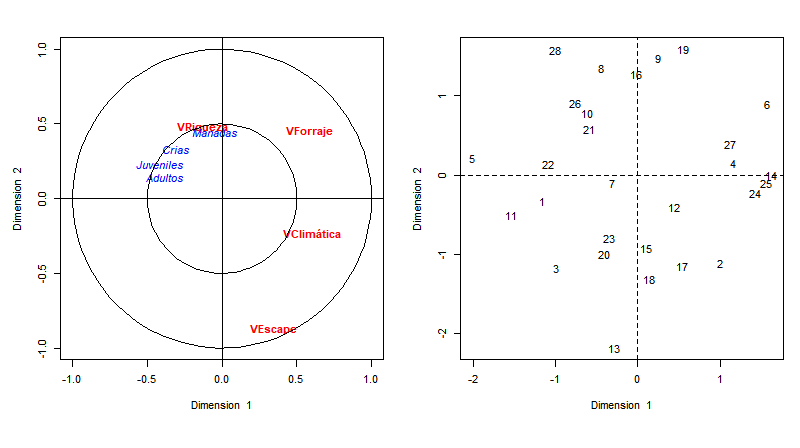 1.0
0.5
0.0
-0.5
-1.0
Dimension 2
VRiqueza
Manadas
VForraje
Crias
Juveniles
Adultos
VClimática
VEscape
-1.0 -0.5 0.0 0.5 1.0
Dimension 1
1
0
-1
-2
Dimension 2
28 19
9
8
16
26 6
10
21
27
5
22 4
14
7 25
24
1
12
11
23
15
20
3 17 2
18
13
-2 -1 0 1
Dimension 1